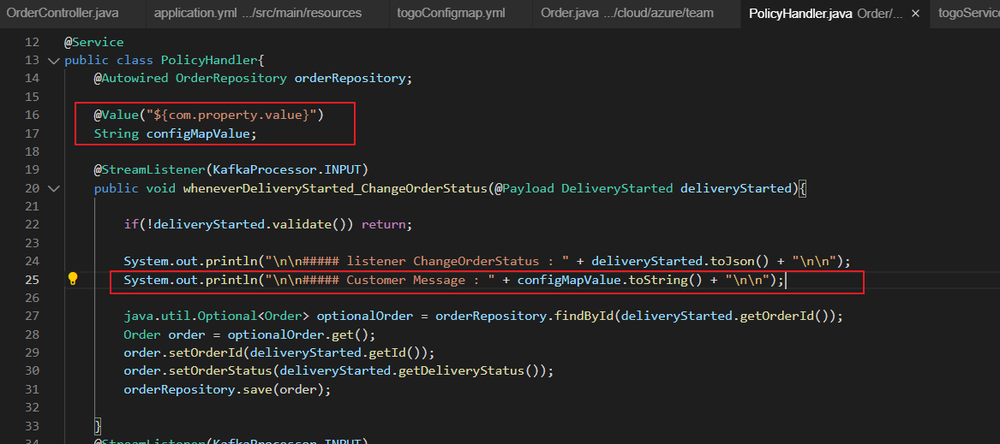 OrderController.java application.yml .../src/main/resources togoConfigmap.yml Order.java .../cloud/azure/team PolicyHandler.java Order/... × togoService
12 @Service
13 public class PolicyHandler{
14 @Autowired OrderRepository orderRepository;
15
16 @Value("${com.property.value}")
17 String configMapValue;
18
19 @StreamListener(KafkaProcessor.INPUT)
20 public void wheneverDeliveryStarted_ChangeOrderStatus(@Payload DeliveryStarted deliveryStarted){
21
22 if(!deliveryStarted.validate()) return;
23
24 System.out.println("\n\n##### listener ChangeOrderStatus : " + deliveryStarted.toJson() + "\n\n");
25 System.out.println("\n\n##### Customer Message : " + configMapValue.toString() + "\n\n");
26
27 java.util.Optional<Order> optionalOrder = orderRepository.findById(deliveryStarted.getOrderId());
28 Order order = optionalOrder.get();
29 order.setOrderId(deliveryStarted.getId());
30 order.setOrderStatus(deliveryStarted.getDeliveryStatus());
31 orderRepository.save(order);
32
33 }
34 @StreamListener(KafkaProcessor.INPUT)